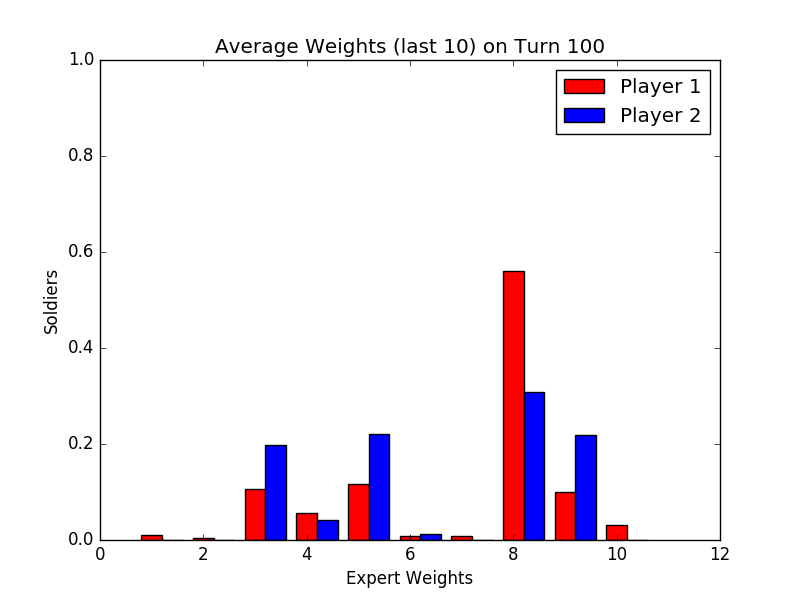 Average Weights (last 10) on Turn 100
1.0
Player 1
Player 2
0.8
0.6
Soldiers
0.4
0.2
0.0
0 2 4 6 8 10 12
Expert Weights